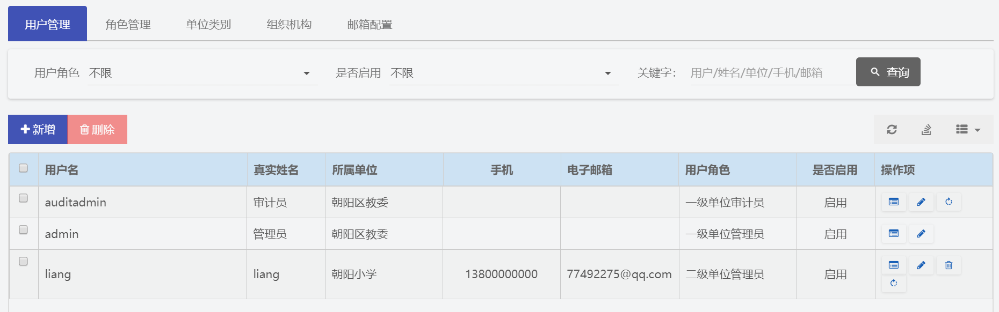 用户管理 角色管理 单位类别 组织机构 邮箱配置
用户角色 不限 是否启用 不限 关键字： 用户/姓名/单位/手机/邮箱 查询
新增 删除
用户名 真实姓名 所属单位 手机 电子邮箱 用户角色 是否启用 操作项
auditadmin 审计员 朝阳区教委 一级单位审计员 启用
admin 管理员 朝阳区教委 一级单位管理员 启用
liang liang 朝阳小学 13800000000 77492275@qq.com 二级单位管理员 启用